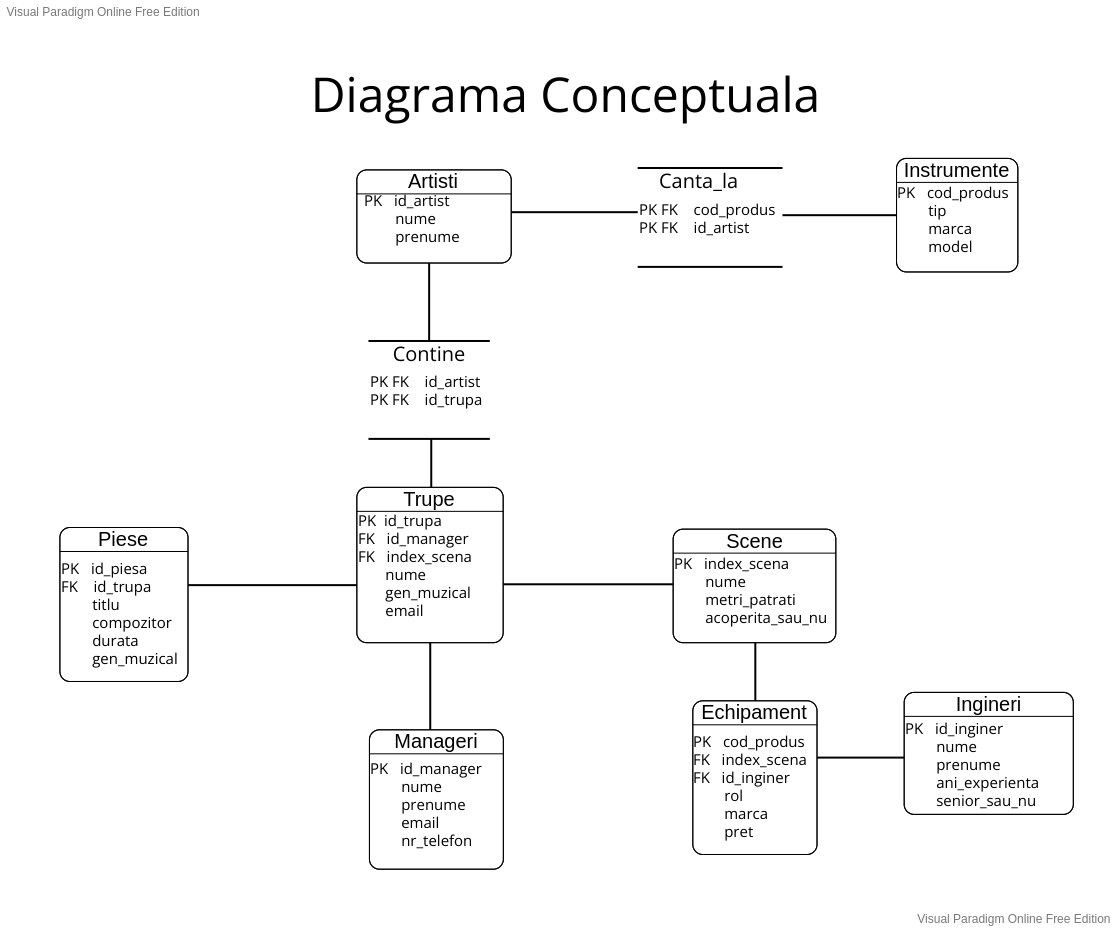 Visual Paradigm Online Free Edition
Diagrama Conceptuala
Artisti
PK id_artist
nume
prenume
Canta_la
PK FK cod_produs
PK FK id_artist
Instrumente
PK cod_produs
tip
marca
model
Contine
PK FK id_artist
PK FK id_trupa
Trupe
PK id_trupa
FK id_manager
FK index_scena
nume
gen_muzical
email
Piese
PK id_piesa
FK id_trupa
titlu
compozitor
durata
gen_muzical
Scene
PK index_scena
nume
metri_patrati
acoperita_sau_nu
Manageri
PK id_manager
nume
prenume
email
nr_telefon
Echipament
PK cod_produs
FK index_scena
FK id_inginer
rol
marca
pret
Ingineri
PK id_inginer
nume
prenume
ani_experienta
senior_sau_nu
Visual Paradigm Online Free Edition